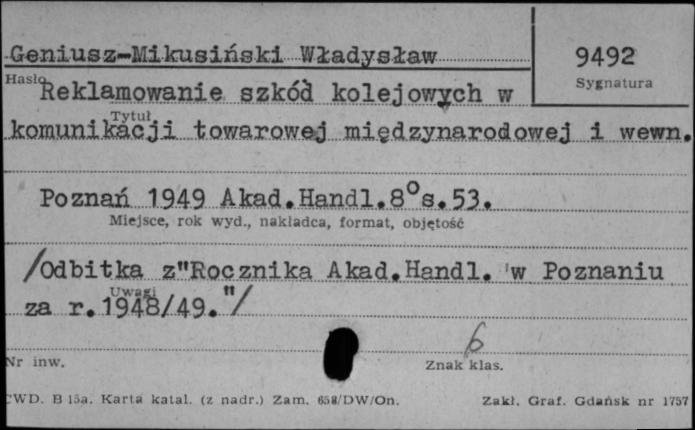 Geniusz-Mikusiński Władysław 9492
Hasło Sygnatura
Reklamowanie szkód kolejowych w
Tytuł
komunikacji towarowej międzynarodowej i wewn.
Poznań 1949 Akad.Handl.8°s.53.
Miejsce, rok wyd., nakładca, format, objętość
/Odbitka z"Rocznika Akad.Handl. w Poznaniu
Uwagi
za r.1948/49."/
6
Nr inw. Znak klas.
CWD. B 15a. Karta katal. (z nadr.) Zam. 658/DW/On. Zakł. Graf. Gdańsk nr 1757